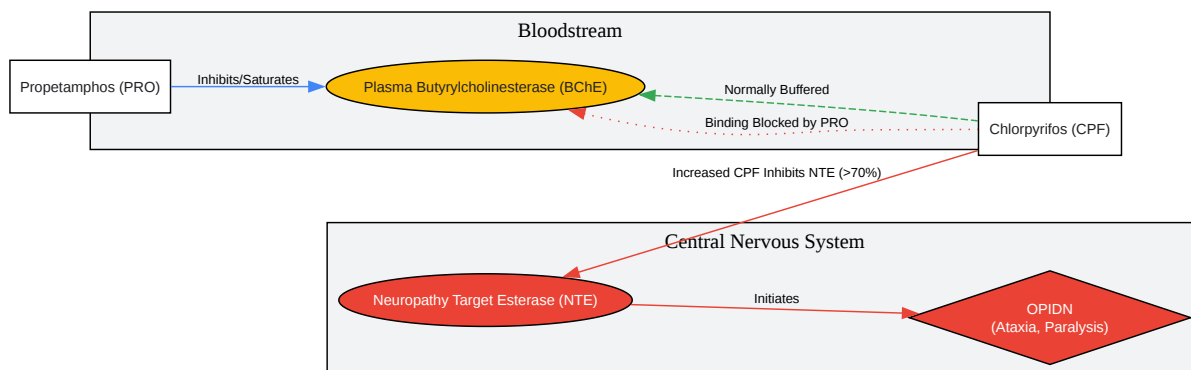 Bloodstream
Propetamphos (PRO)
Inhibits/Saturates
Plasma Butyrylcholinesterase (BChE)
Normally Buffered
Binding Blocked by PRO
Chlorpyrifos (CPF)
Increased CPF Inhibits NTE (>70%)
Central Nervous System
Neuropathy Target Esterase (NTE)
Initiates
OPIDN
(Ataxia, Paralysis)